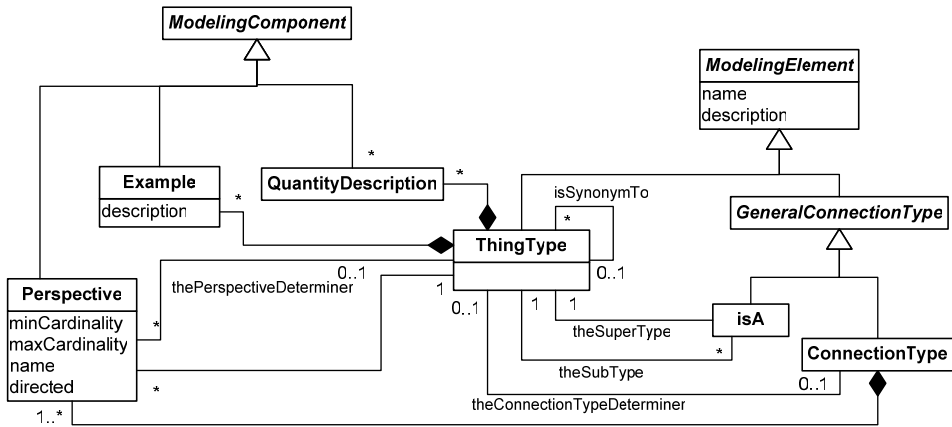 ModelingComponent
ModelingElement
name
description
*
Example
description
*
QuantityDescription
*
isSynonymTo
*
GeneralConnectionType
ThingType
0..1
0..1
thePerspectiveDeterminer
1
0..1
1
1
Perspective
minCardinality
maxCardinality
name
directed
*
*
1..*
isA
theSuperType
*
theSubType
ConnectionType
0..1
theConnectionTypeDeterminer